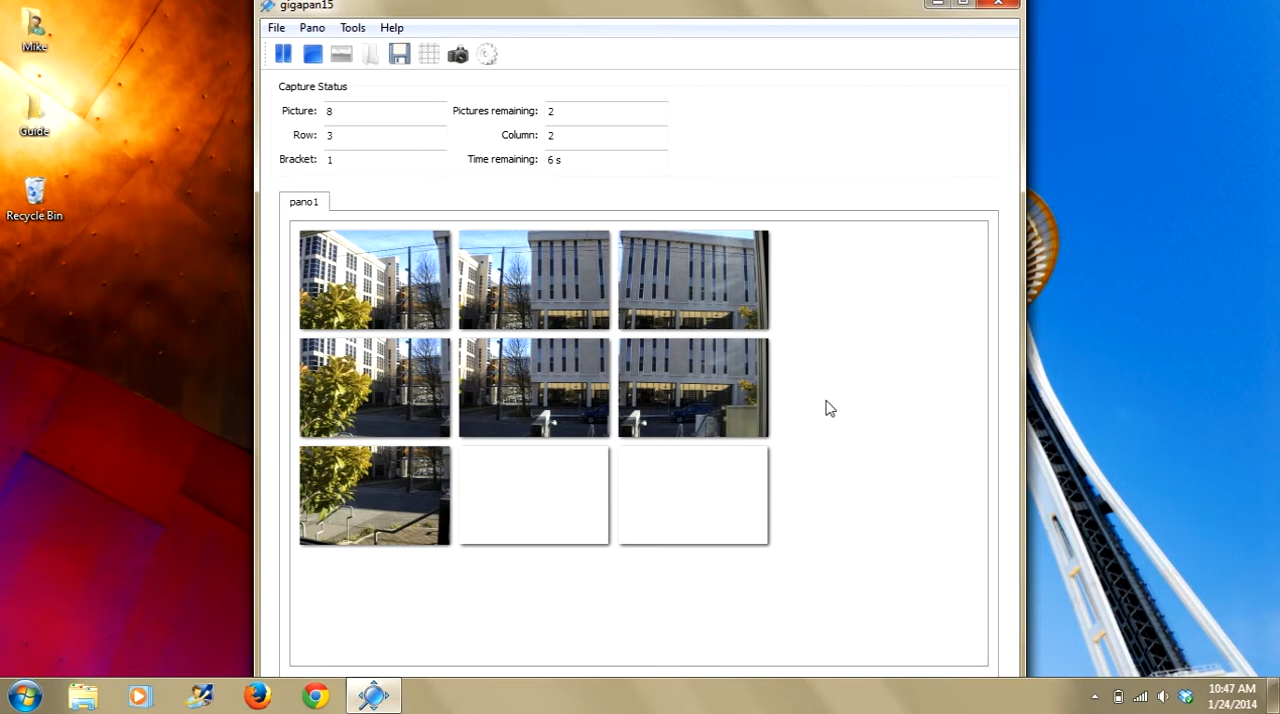 gigapan15
File Pano Tools Help
Mike
Guide
Recycle Bin
Capture Status
Picture: 8 Pictures remaining: 2
Row: 3 Column: 2
Bracket: 1 Time remaining: 6 s
pano1
10:47 AM
1/24/2014